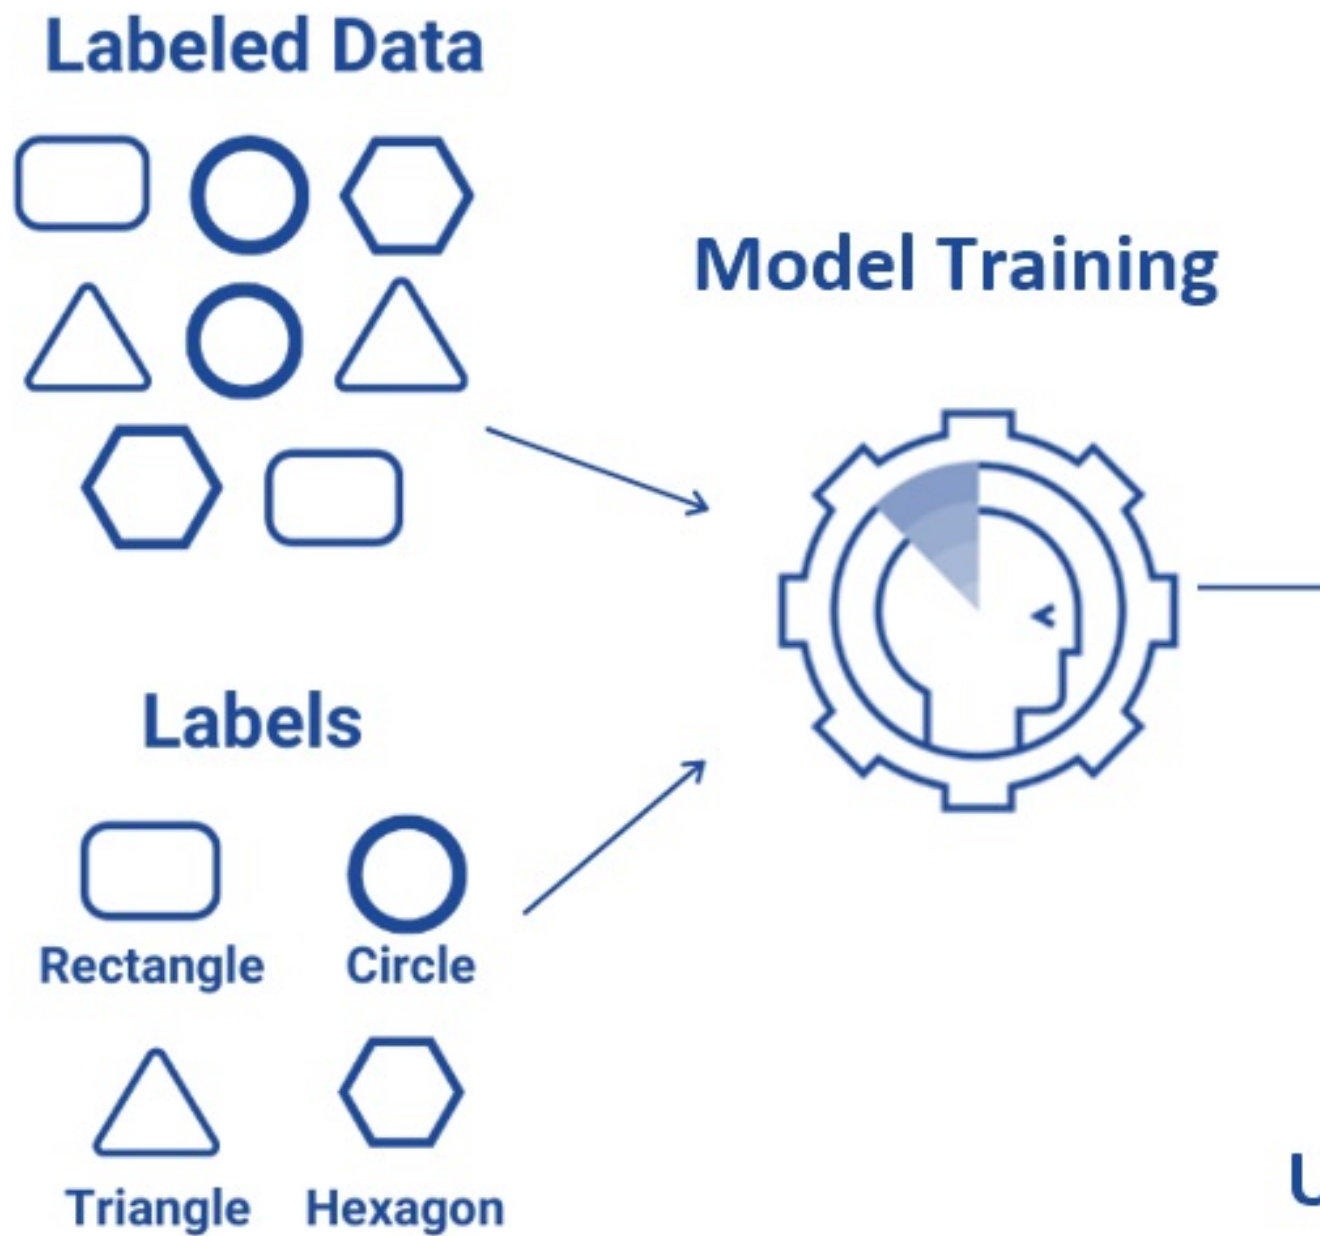 Labeled Data
Model Training
Labels
Rectangle
Circle
Triangle
Hexagon